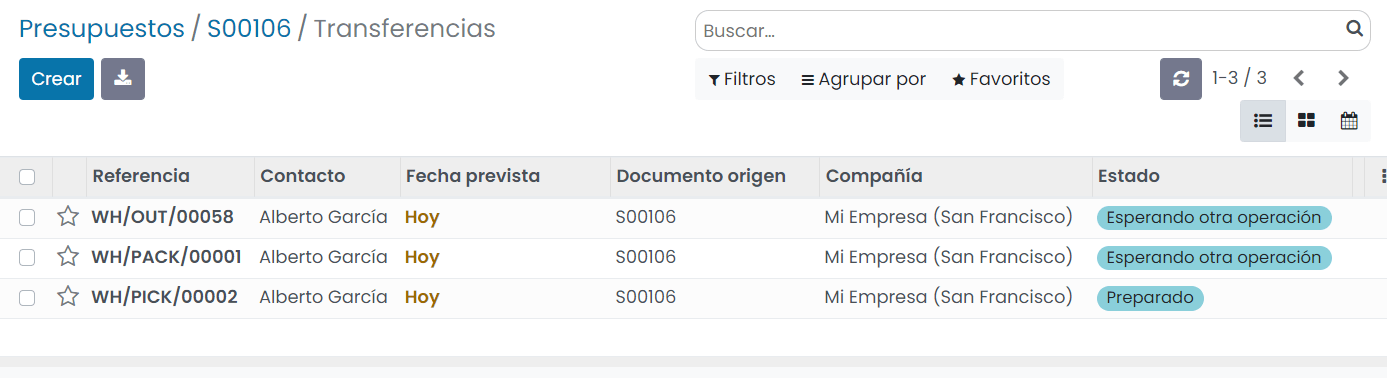 Presupuestos / S00106 / Transferencias
Buscar...
Crear
Filtros Agrupar por Favoritos 1-3 / 3
Referencia Contacto Fecha prevista Documento origen Compañía Estado
WH/OUT/00058 Alberto García Hoy S00106 Mi Empresa (San Francisco) Esperando otra operación
WH/PACK/00001 Alberto García Hoy S00106 Mi Empresa (San Francisco) Esperando otra operación
WH/PICK/00002 Alberto García Hoy S00106 Mi Empresa (San Francisco) Preparado